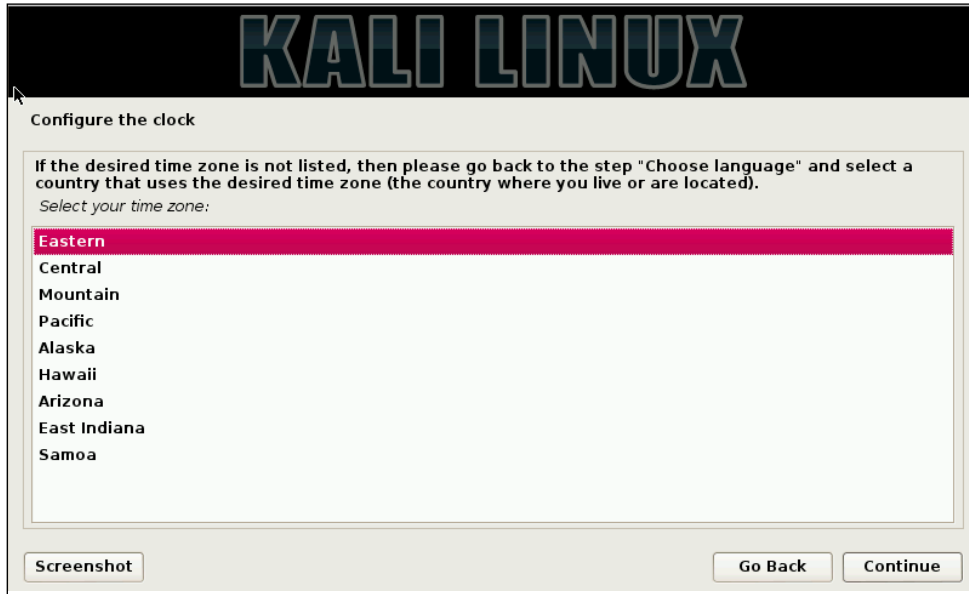 KALI LINUX
Configure the clock
If the desired time zone is not listed, then please go back to the step "Choose language" and select a
country that uses the desired time zone (the country where you live or are located).
Select your time zone:
Eastern
Central
Mountain
Pacific
Alaska
Hawaii
Arizona
East Indiana
Samoa
Screenshot
Go Back
Continue